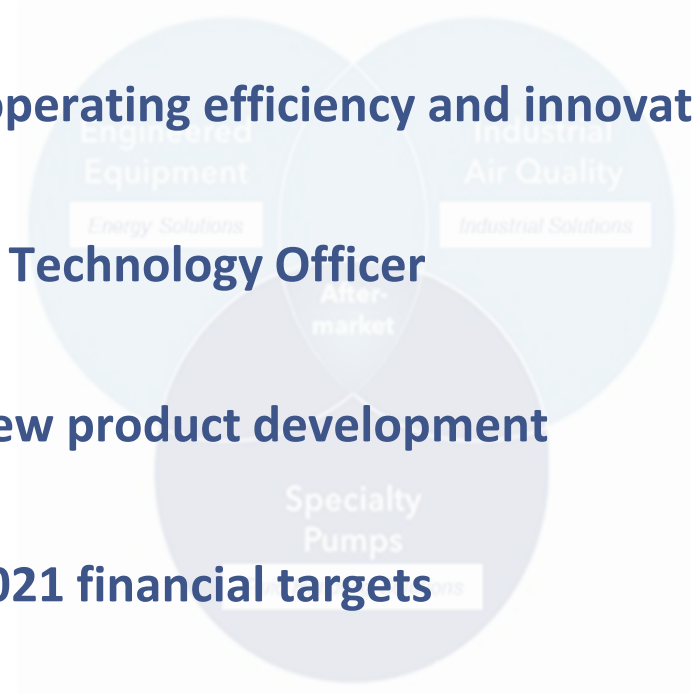 operating efficiency and innovat
Engineered Industrial
Equipment Air Quality
Energy Solutions Industrial Solutions
Technology Officer
After-
market
ew product development
Specialty
Pumps
021 financial targets
ons